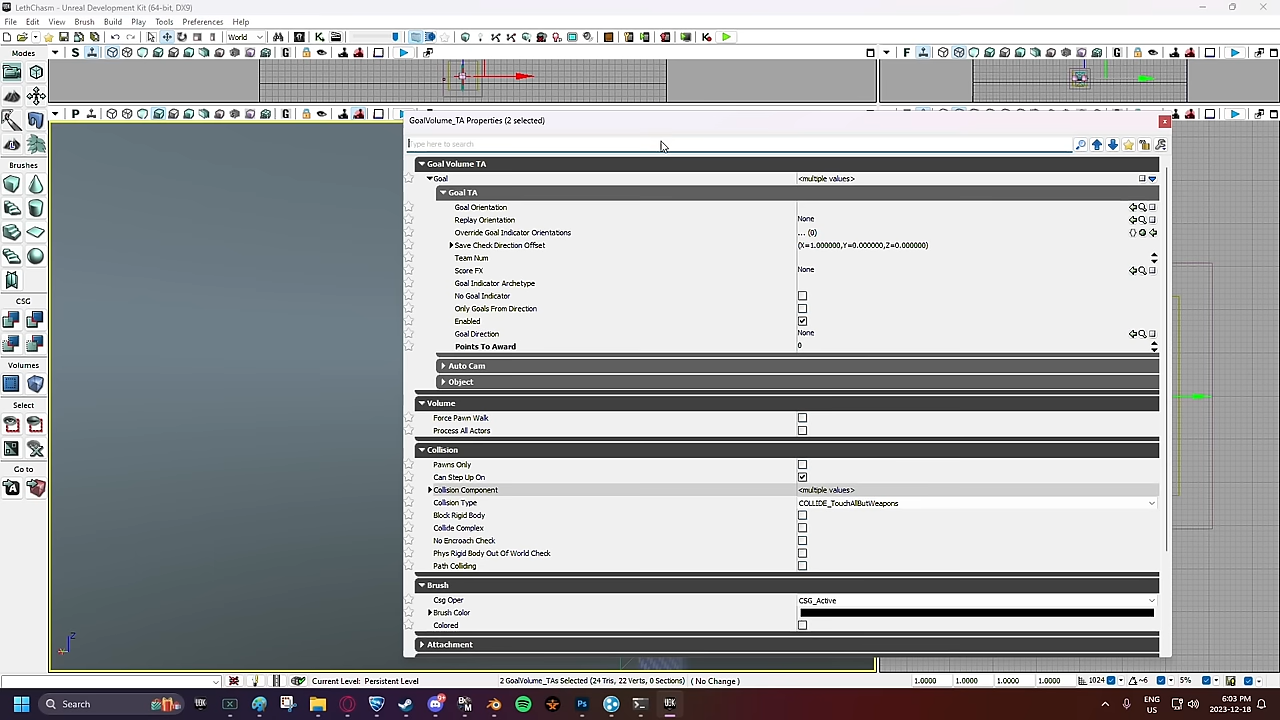 LethChasm - Unreal Development Kit (64-bit, DX9)
File Edit View Brush Build Play Tools Preferences Help
World
Modes
S
F
P
GoalVolume_TA Properties (2 selected)
Type here to search
Goal Volume TA
Goal <multiple values>
Goal TA
Goal Orientation
Replay Orientation None
Override Goal Indicator Orientations ... (0)
Save Check Direction Offset (X=1.000000,Y=0.000000,Z=0.000000)
Team Num
Score FX None
Goal Indicator Archetype
No Goal Indicator
Only Goals From Direction
Enabled
Goal Direction None
Points To Award 0
Auto Cam
Object
Volume
Force Pawn Walk
Process All Actors
Collision
Pawns Only
Can Step Up On
Collision Component <multiple values>
Collision Type COLLIDE_TouchAllButWeapons
Block Rigid Body
Collide Complex
No Encroach Check
Phys Rigid Body Out Of World Check
Path Colliding
Brush
Csg Oper CSG_Active
Brush Color
Colored
Attachment
Brushes
CSG
Volumes
Select
Go to
Z
Current Level: Persistent Level
2 GoalVolume_TAs Selected (24 Tris, 22 Verts, 0 Sections) (No Change)
1.0000 1.0000 1.0000 1.0000 1024 6 5%
Search
ENG
US
6:03 PM
2023-12-18